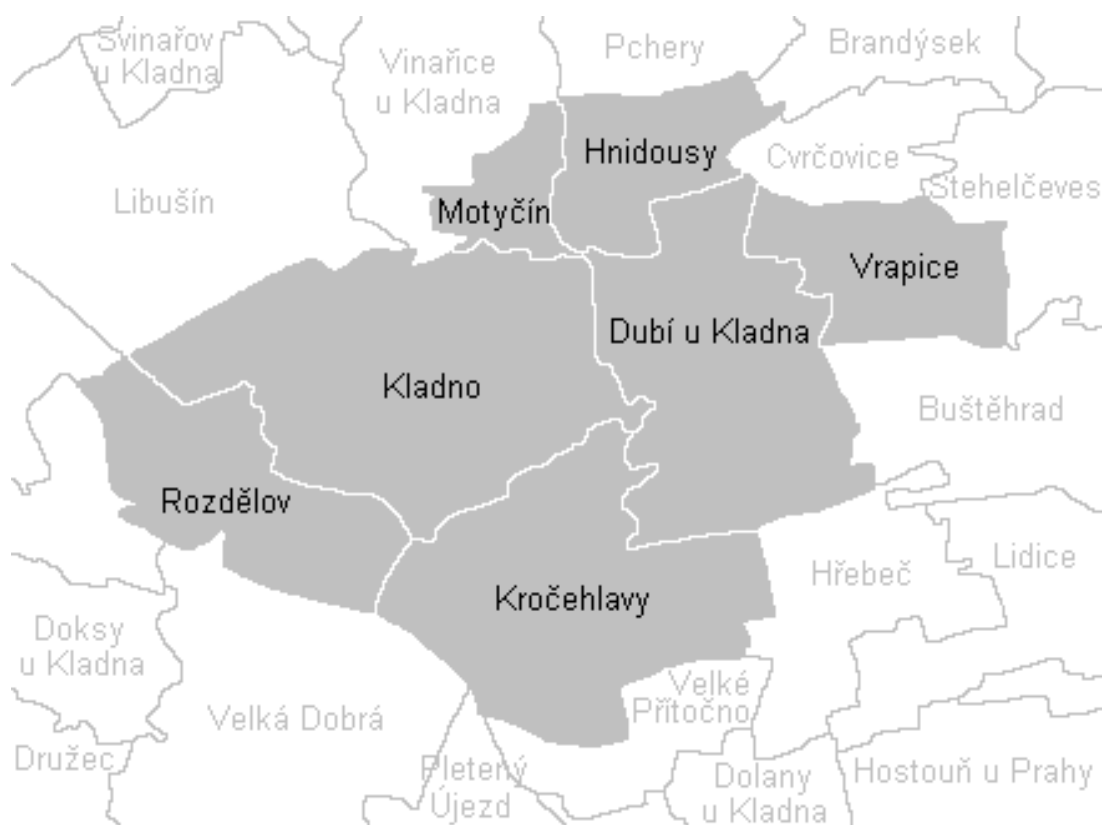 Svinařov
u Kladna
Vinařice
u Kladna
Pchery
Brandýsek
Hnidousy
Cvrčovice
Stehelčeves
Libušín
Motyčín
Vrapice
Dubí u Kladna
Kladno
Buštěhrad
Rozdělov
Lidice
Hřebeč
Kročehlavy
Doksy
u Kladna
Velké
Přítočno
Velká Dobrá
Družec
Pletený
Újezd
Dolany
u Kladna
Hostouň u Prahy